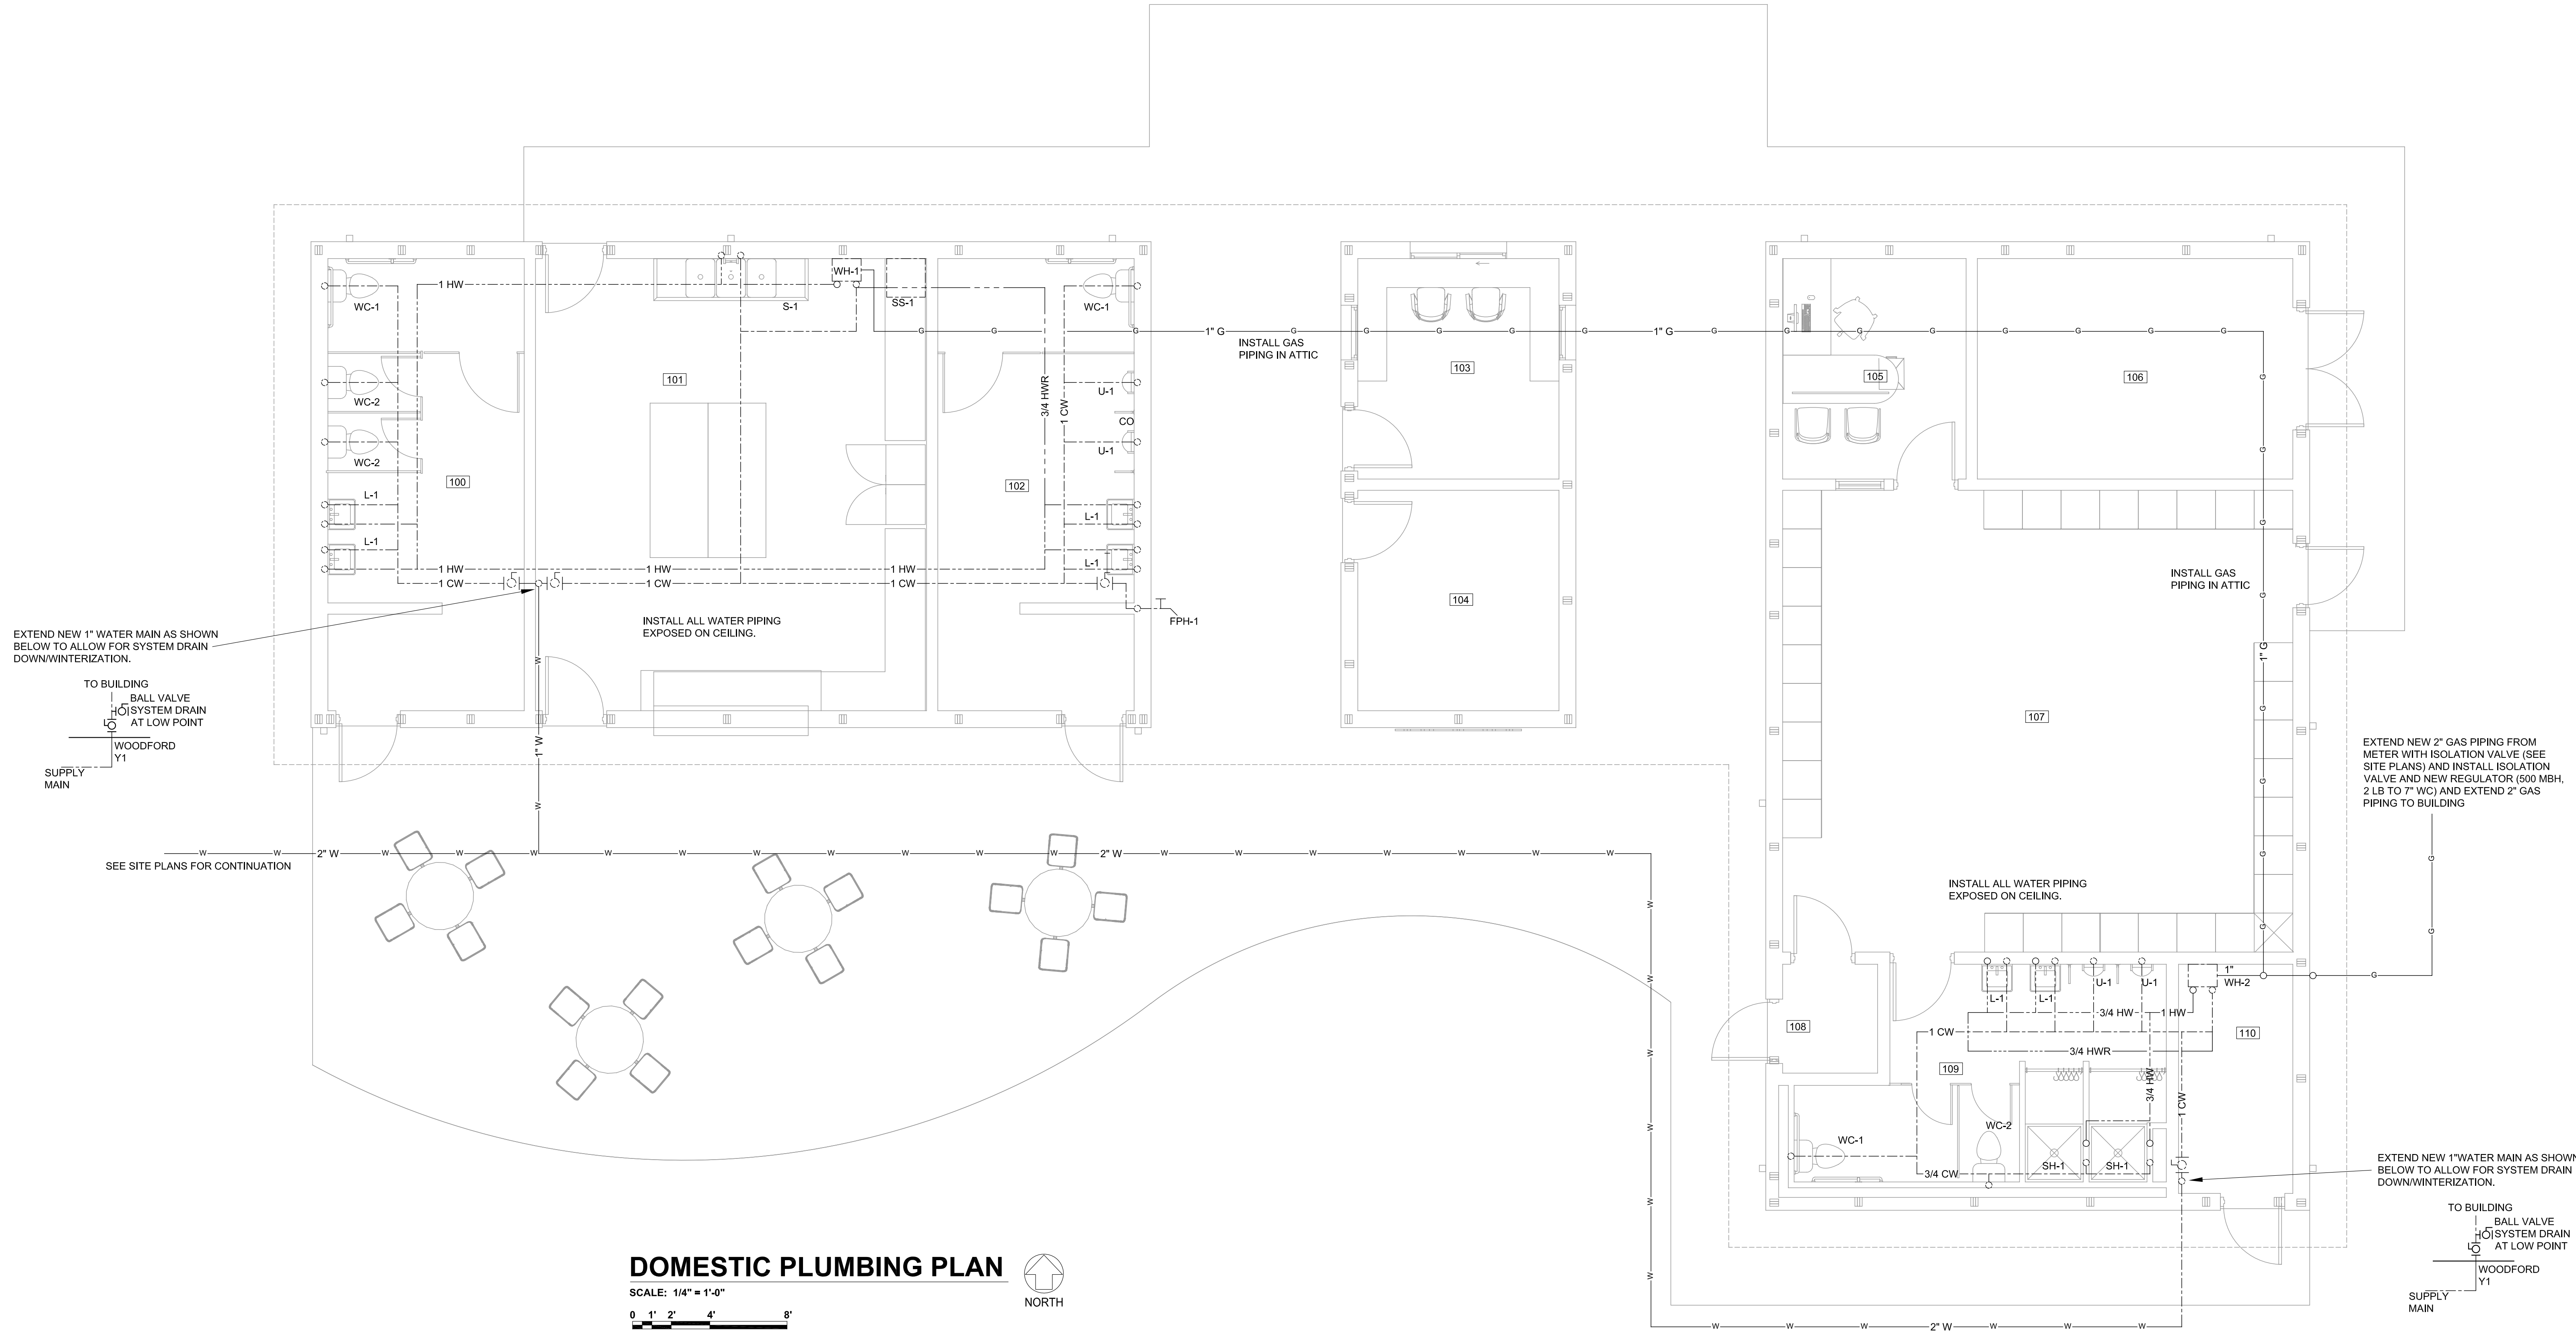 WH-1
1 HW
WC-1
S-1
SS-1
WC-1
G G G G G G G G G G G G G G G G G
1" G
1" G
INSTALL GAS
PIPING IN ATTIC
101
103
105
106
3/4 HWR
1 CW
WC-2
U-1
CO
U-1
WC-2
100
102
L-1
L-1
L-1
L-1
1 HW
1 HW
1 HW
1 CW
1 CW
1 CW
104
INSTALL GAS
PIPING IN ATTIC
INSTALL ALL WATER PIPING
EXPOSED ON CEILING.
FPH-1
EXTEND NEW 1" WATER MAIN AS SHOWN
BELOW TO ALLOW FOR SYSTEM DRAIN
DOWN/WINTERIZATION.
TO BUILDING
BALL VALVE
SYSTEM DRAIN
AT LOW POINT
WOODFORD
Y1
SUPPLY
MAIN
W
1" W
W
1" G
107
EXTEND NEW 2" GAS PIPING FROM
METER WITH ISOLATION VALVE (SEE
SITE PLANS) AND INSTALL ISOLATION
VALVE AND NEW REGULATOR (500 MBH,
2 LB TO 7" WC) AND EXTEND 2" GAS
PIPING TO BUILDING
W W 2" W W W W W W W W W W 2" W W W W W W W W
SEE SITE PLANS FOR CONTINUATION
INSTALL ALL WATER PIPING
EXPOSED ON CEILING.
G
G
G
L-1
L-1
U-1
U-1
1"
WH-2
3/4 HW
1 HW
108
1 CW
110
3/4 HWR
109
3/4 HW
1 CW
WC-1
WC-2
3/4 CW
SH-1
SH-1
EXTEND NEW 1"WATER MAIN AS SHOWN
BELOW TO ALLOW FOR SYSTEM DRAIN
DOWN/WINTERIZATION.
TO BUILDING
BALL VALVE
SYSTEM DRAIN
AT LOW POINT
WOODFORD
Y1
SUPPLY
MAIN
W W W 2" W W W W
DOMESTIC PLUMBING PLAN
SCALE: 1/4" = 1'-0"
0 1' 2' 4' 8'
NORTH